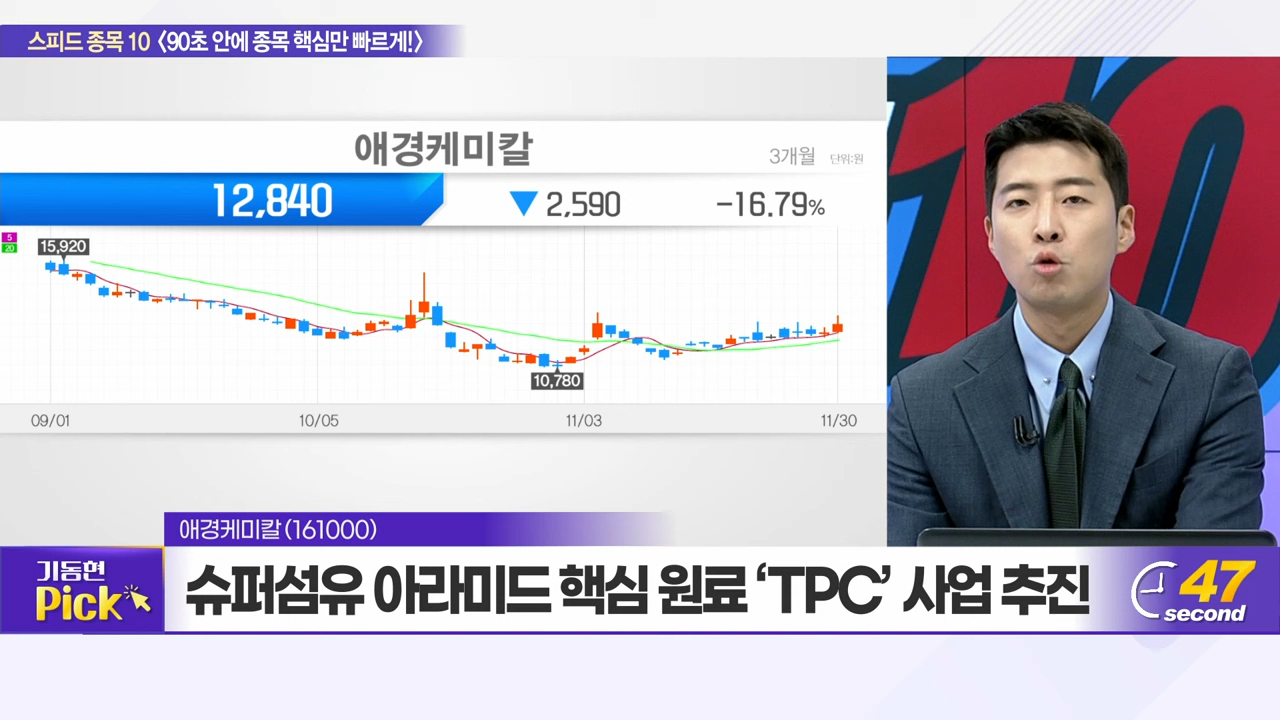 스피드 종목 10 〈90초 안에 종목 핵심만 빠르게!〉
애경케미칼
3개월 단위:원
12,840 ▼ 2,590 -16.79%
5
20
15,920
10,780
09/01 10/05 11/03 11/30
애경케미칼(161000)
기동현
Pick
슈퍼섬유 아라미드 핵심 원료 ‘TPC’ 사업 추진
47
second
10